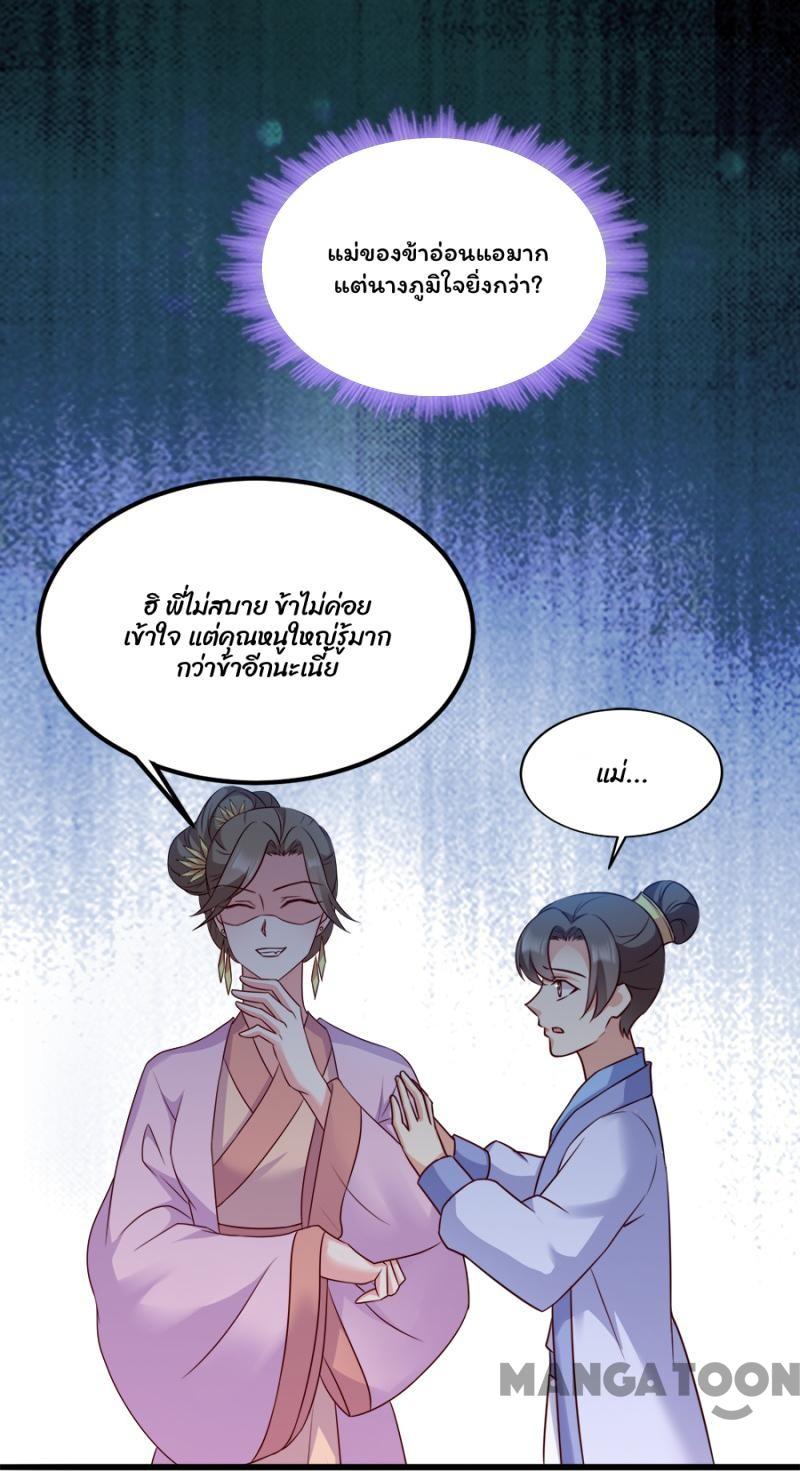 แม่ของข้าอ่อนแอมาก
แต่นางภูมิใจยิ่งกว่า?
ฮิ พี่ไม่สบาย ข้าไม่ค่อย
เข้าใจ แต่คุณหนูใหญ่รู้มาก
กว่าข้าอีกนะเนี่ย
แม่...
MANGATOON